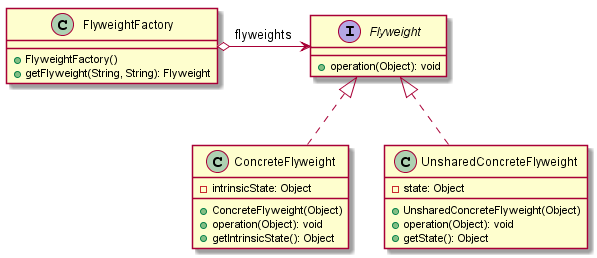 C FlyweightFactory
FlyweightFactory()
getFlyweight(String, String): Flyweight
flyweights
I Flyweight
operation(Object): void
C ConcreteFlyweight
intrinsicState: Object
ConcreteFlyweight(Object)
operation(Object): void
getIntrinsicState(): Object
C UnsharedConcreteFlyweight
state: Object
UnsharedConcreteFlyweight(Object)
operation(Object): void
getState(): Object